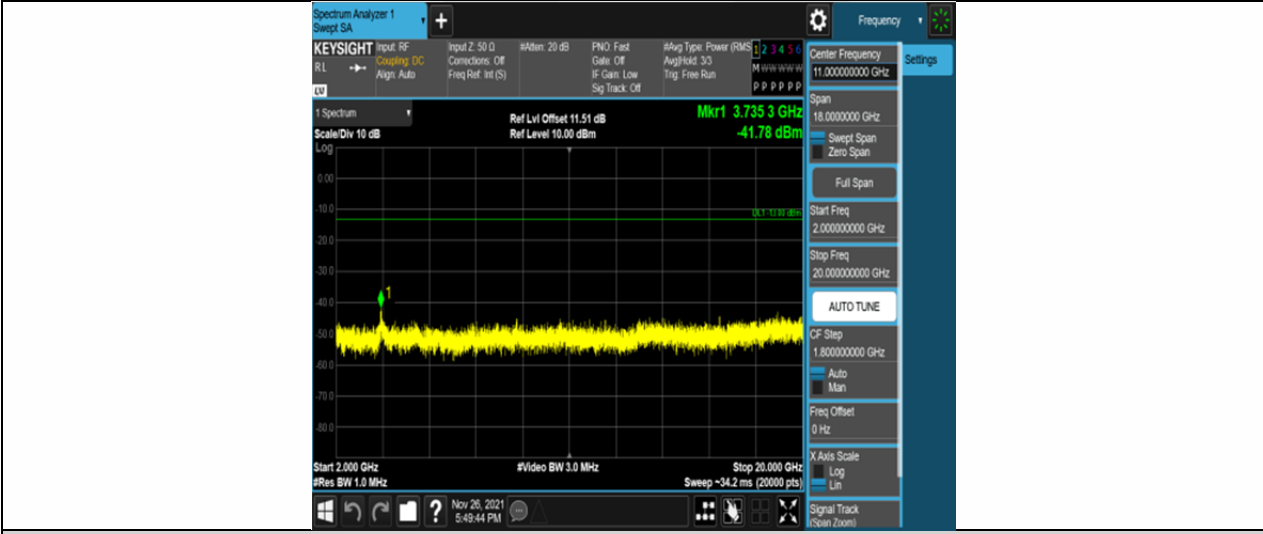 Spectrum Analyzer 1
Swept SA
+
Frequency
KEYSIGHT
RL
LV
Input: RF
Coupling: DC
Align: Auto
Input Z: 50 Ω
Corrections: Off
Freq Ref: Int (S)
#Atten: 20 dB
PNO: Fast
Gate: Off
IF Gain: Low
Sig Track: Off
#Avg Type: Power (RMS
Avg|Hold: 3/3
Trig: Free Run
1 2 3 4 5 6
M W W W W W
P P P P P P
1 Spectrum
Scale/Div 10 dB
Ref Lvl Offset 11.51 dB
Ref Level 10.00 dBm
Mkr1 3.735 3 GHz
-41.78 dBm
Log
0.00
-10.0
-20.0
-30.0
-40.0
-50.0
-60.0
-70.0
-80.0
DL1 -13.00 dBm
1
Start 2.000 GHz
#Res BW 1.0 MHz
#Video BW 3.0 MHz
Stop 20.000 GHz
Sweep ~34.2 ms (20000 pts)
Center Frequency
11.000000000 GHz
Settings
Span
18.0000000 GHz
Swept Span
Zero Span
Full Span
Start Freq
2.000000000 GHz
Stop Freq
20.000000000 GHz
AUTO TUNE
CF Step
1.800000000 GHz
Auto
Man
Freq Offset
0 Hz
X Axis Scale
Log
Lin
Signal Track
(Span Zoom)
?
Nov 26, 2021
5:49:44 PM